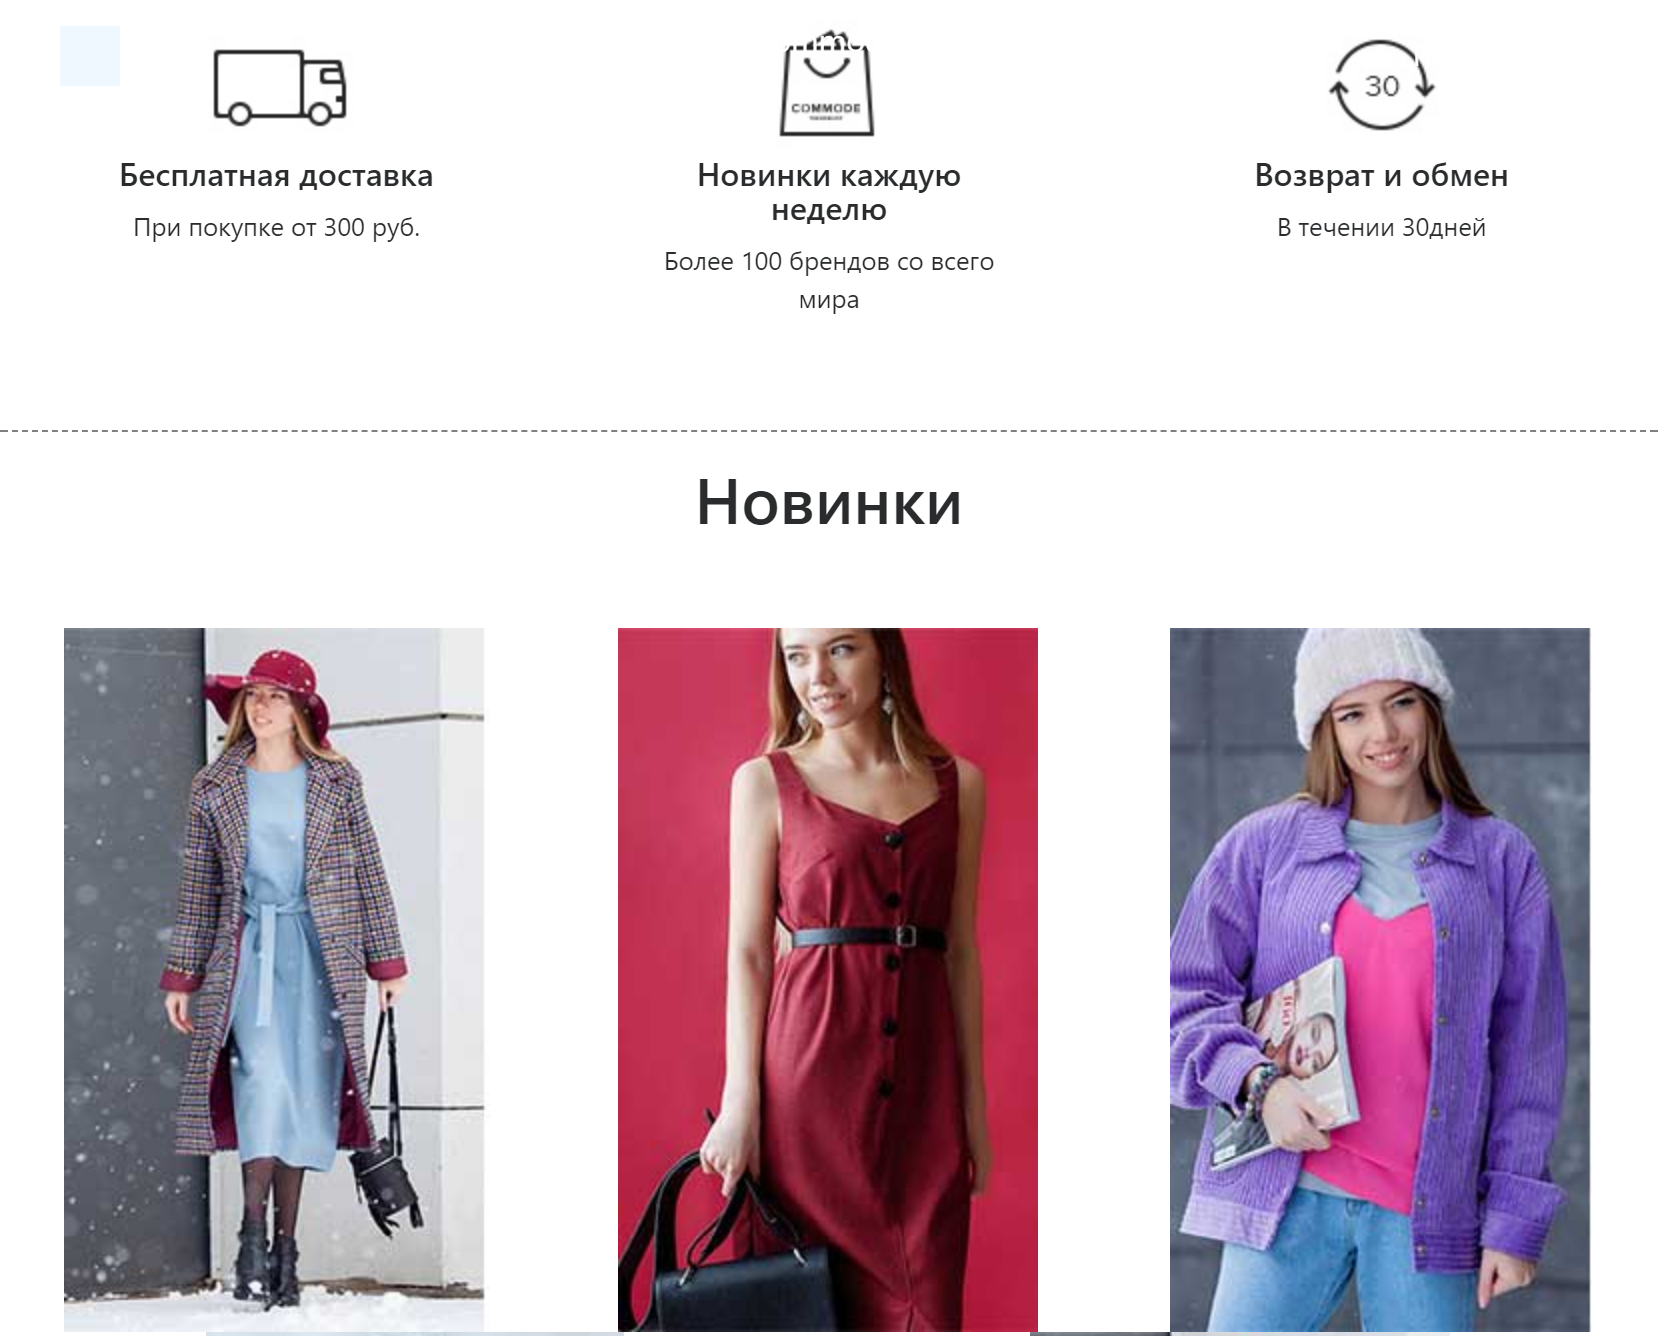 Бесплатная доставка
При покупке от 300 руб.
COMMODE
Новинки каждую
неделю
Более 100 брендов со всего
мира
30
Возврат и обмен
В течении 30дней
Новинки